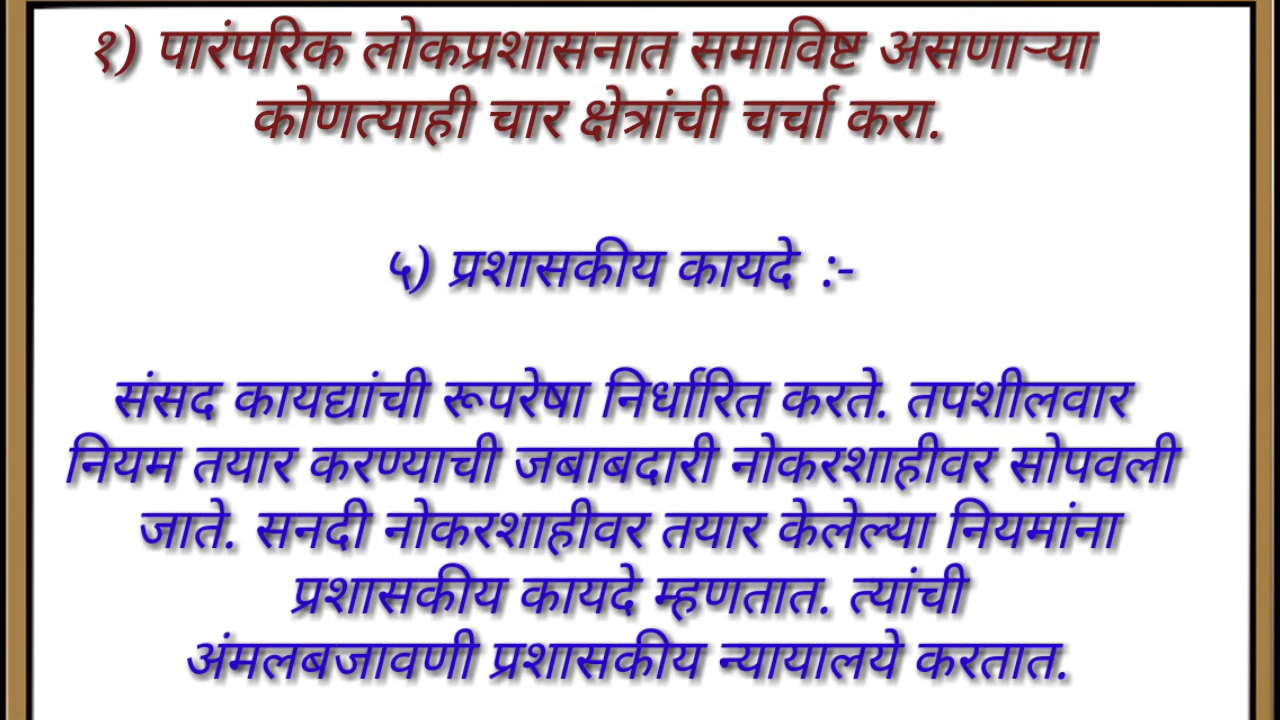 १) पारंपरिक लोकप्रशासनात समाविष्ट असणाऱ्या
कोणत्याही चार क्षेत्रांची चर्चा करा.
५) प्रशासकीय कायदे :-
संसद कायद्यांची रूपरेषा निर्धारित करते. तपशीलवार
नियम तयार करण्याची जबाबदारी नोकरशाहीवर सोपवली
जाते. सनदी नोकरशाहीवर तयार केलेल्या नियमांना
प्रशासकीय कायदे म्हणतात. त्यांची
अंमलबजावणी प्रशासकीय न्यायालये करतात.